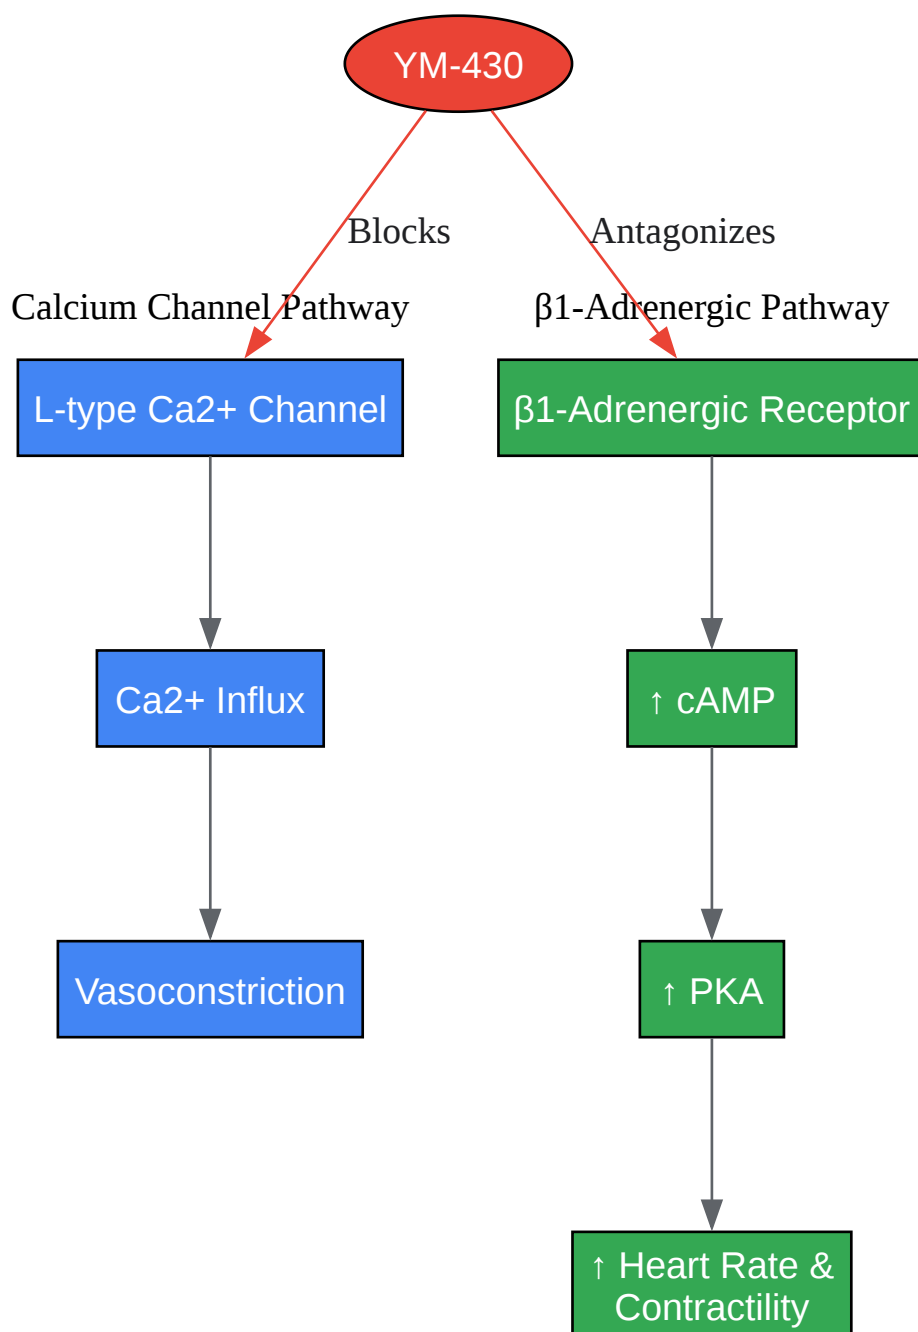 YM-430
Blocks
Antagonizes
Calcium Channel Pathway
β1-Adrenergic Pathway
L-type Ca2+ Channel
β1-Adrenergic Receptor
Ca2+ Influx
↑ cAMP
Vasoconstriction
↑ PKA
↑ Heart Rate &
Contractility